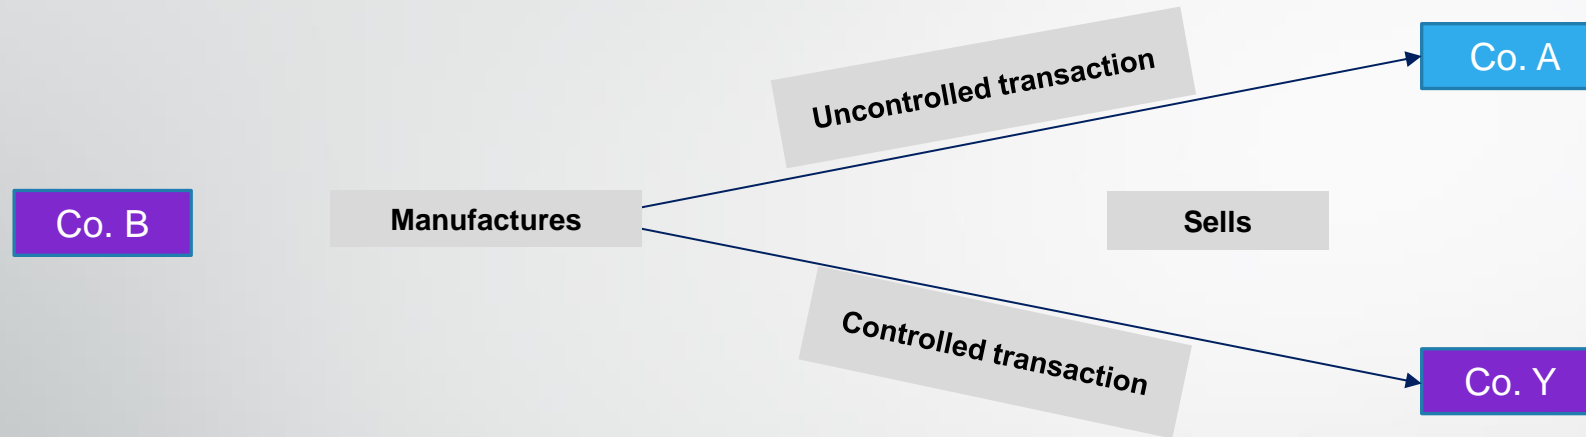 Co. B
Manufactures
Uncontrolled transaction
Controlled transaction
Sells
Co. A
Co. Y